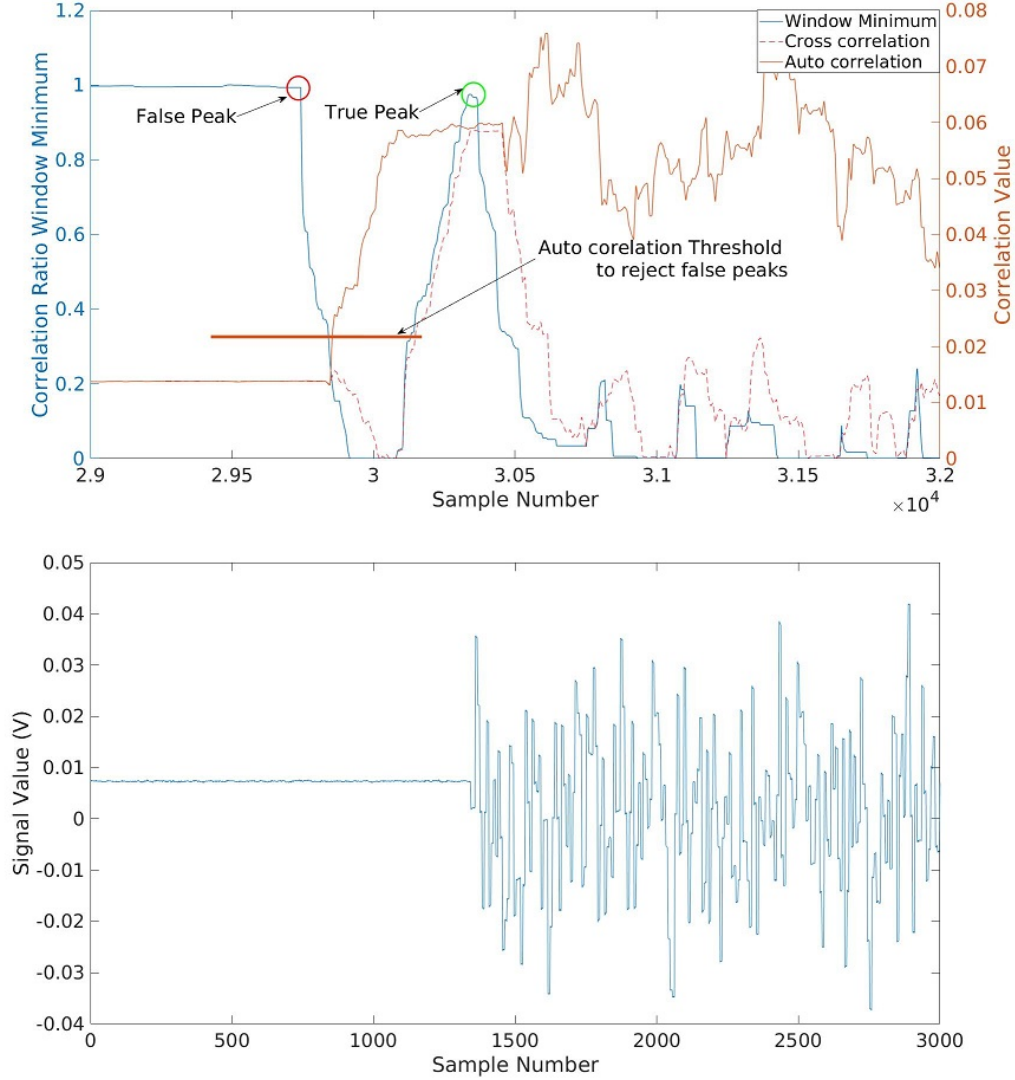 1.2
1
0.8
0.6
0.4
0.2
0
Correlation Ratio Window Minimum
0.08
0.07
0.06
0.05
0.04
0.03
0.02
0.01
0
Correlation Value
Window Minimum
Cross correlation
Auto correlation
False Peak
True Peak
Auto corelation Threshold
to reject false peaks
2.9 2.95 3 3.05 3.1 3.15 3.2
Sample Number
×10⁴
0.05
0.04
0.03
0.02
0.01
0
-0.01
-0.02
-0.03
-0.04
Signal Value (V)
0 500 1000 1500 2000 2500 3000
Sample Number